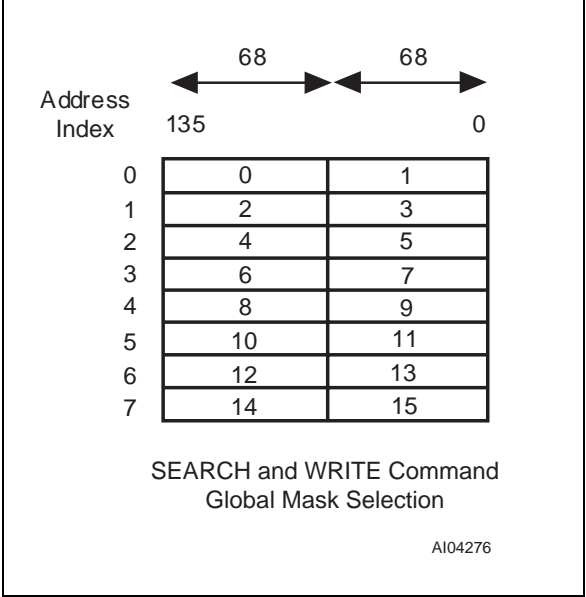 68 68
Address
Index 135 0
0 0 1
1 2 3
2 4 5
3 6 7
4 8 9
5 10 11
6 12 13
7 14 15
SEARCH and WRITE Command
Global Mask Selection
AI04276